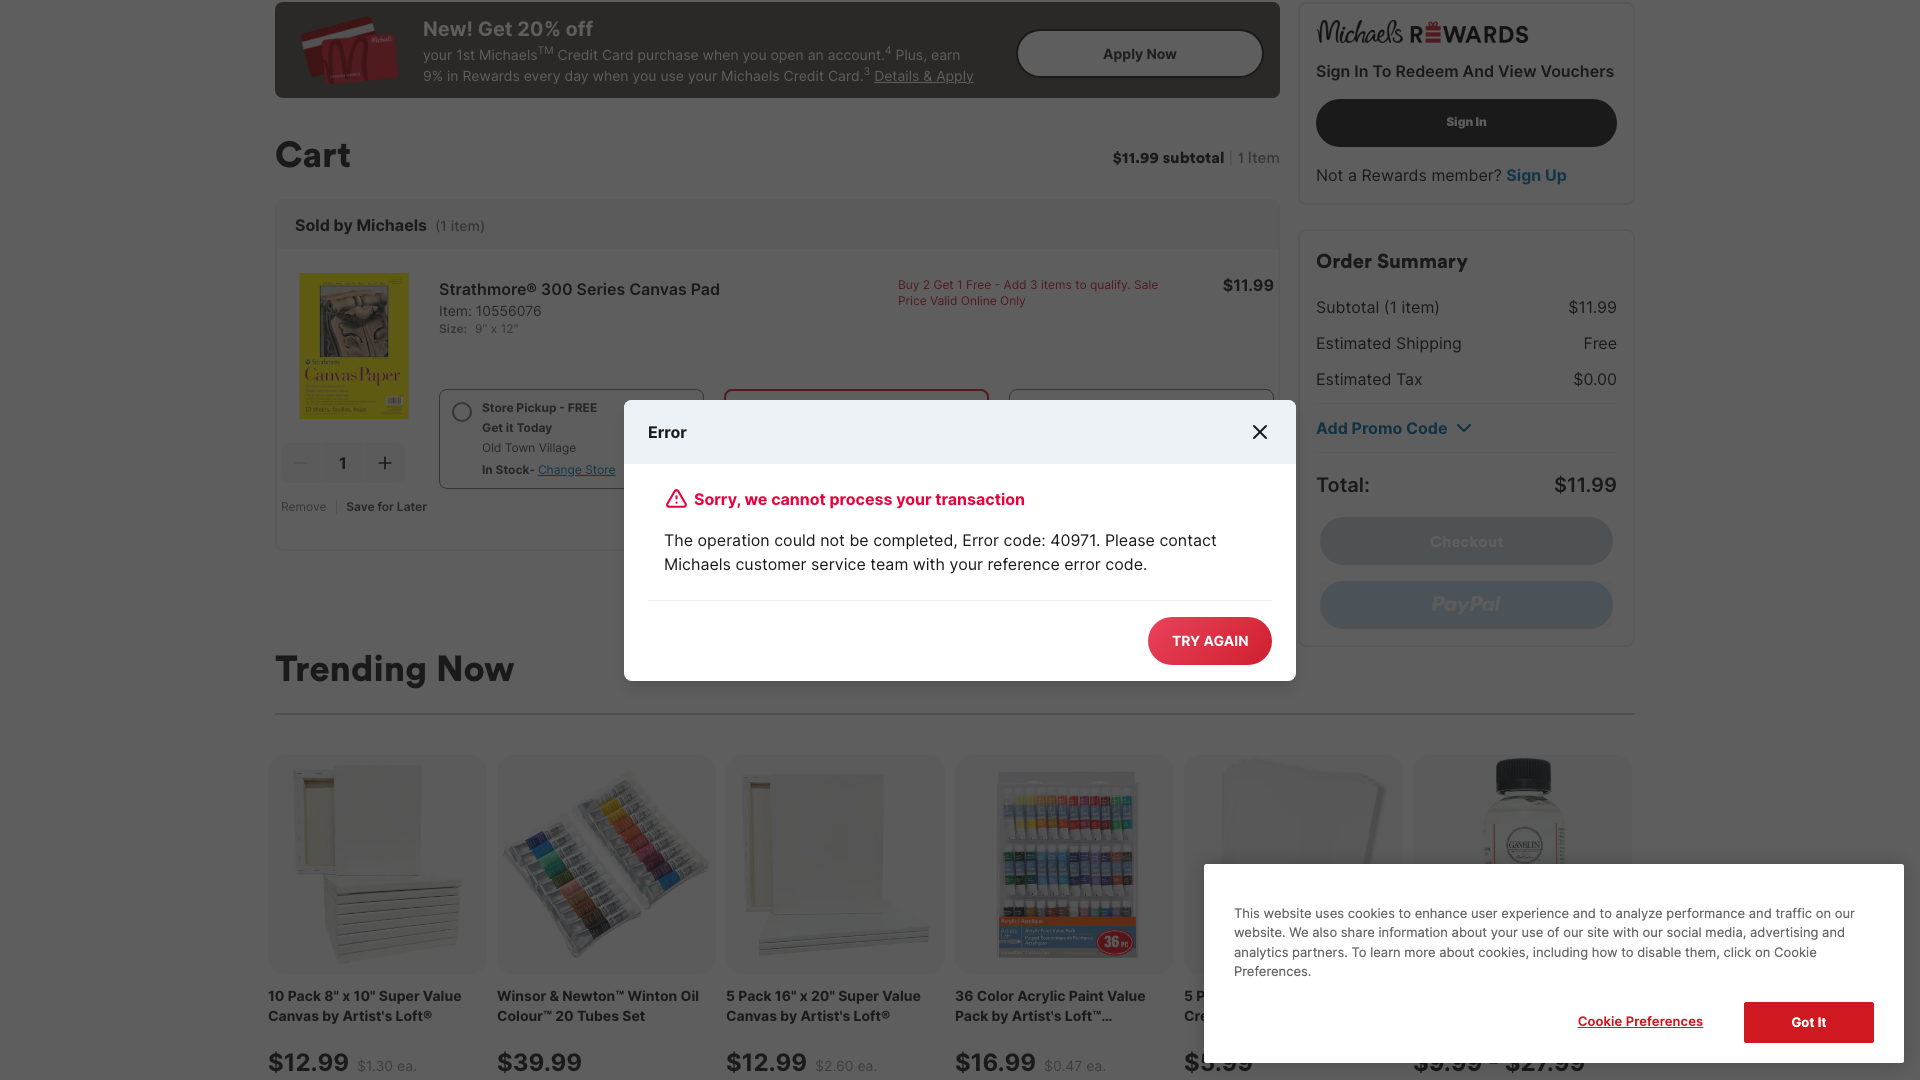 New! Get 20% off
your 1st Michaels™ Credit Card purchase when you open an account.4 Plus, earn
9% in Rewards every day when you use your Michaels Credit Card.3 Details & Apply
Apply Now
Michaels REWARDS
Sign In To Redeem And View Vouchers
Sign In
Not a Rewards member? Sign Up
Cart
$11.99 subtotal | 1 Item
Sold by Michaels (1 item)
Canvas Paper
Strathmore® 300 Series Canvas Pad
Item: 10556076
Size: 9" x 12"
Buy 2 Get 1 Free - Add 3 items to qualify. Sale
Price Valid Online Only
$11.99
Store Pickup - FREE
Get it Today
Old Town Village
In Stock- Change Store
1
Remove | Save for Later
Order Summary
Subtotal (1 item) $11.99
Estimated Shipping Free
Estimated Tax $0.00
Add Promo Code
Total: $11.99
Checkout
PayPal
Error
Sorry, we cannot process your transaction
The operation could not be completed, Error code: 40971. Please contact
Michaels customer service team with your reference error code.
TRY AGAIN
Trending Now
GAMBLIN
36 PC
10 Pack 8" x 10" Super Value
Canvas by Artist's Loft®
$12.99 $1.30 ea.
Winsor & Newton™ Winton Oil
Colour™ 20 Tubes Set
$39.99
5 Pack 16" x 20" Super Value
Canvas by Artist's Loft®
$12.99 $2.60 ea.
36 Color Acrylic Paint Value
Pack by Artist's Loft™...
$16.99 $0.47 ea.
5 P
Cre
$5.99
$9.99 - $27.99
This website uses cookies to enhance user experience and to analyze performance and traffic on our
website. We also share information about your use of our site with our social media, advertising and
analytics partners. To learn more about cookies, including how to disable them, click on Cookie
Preferences.
Cookie Preferences
Got It